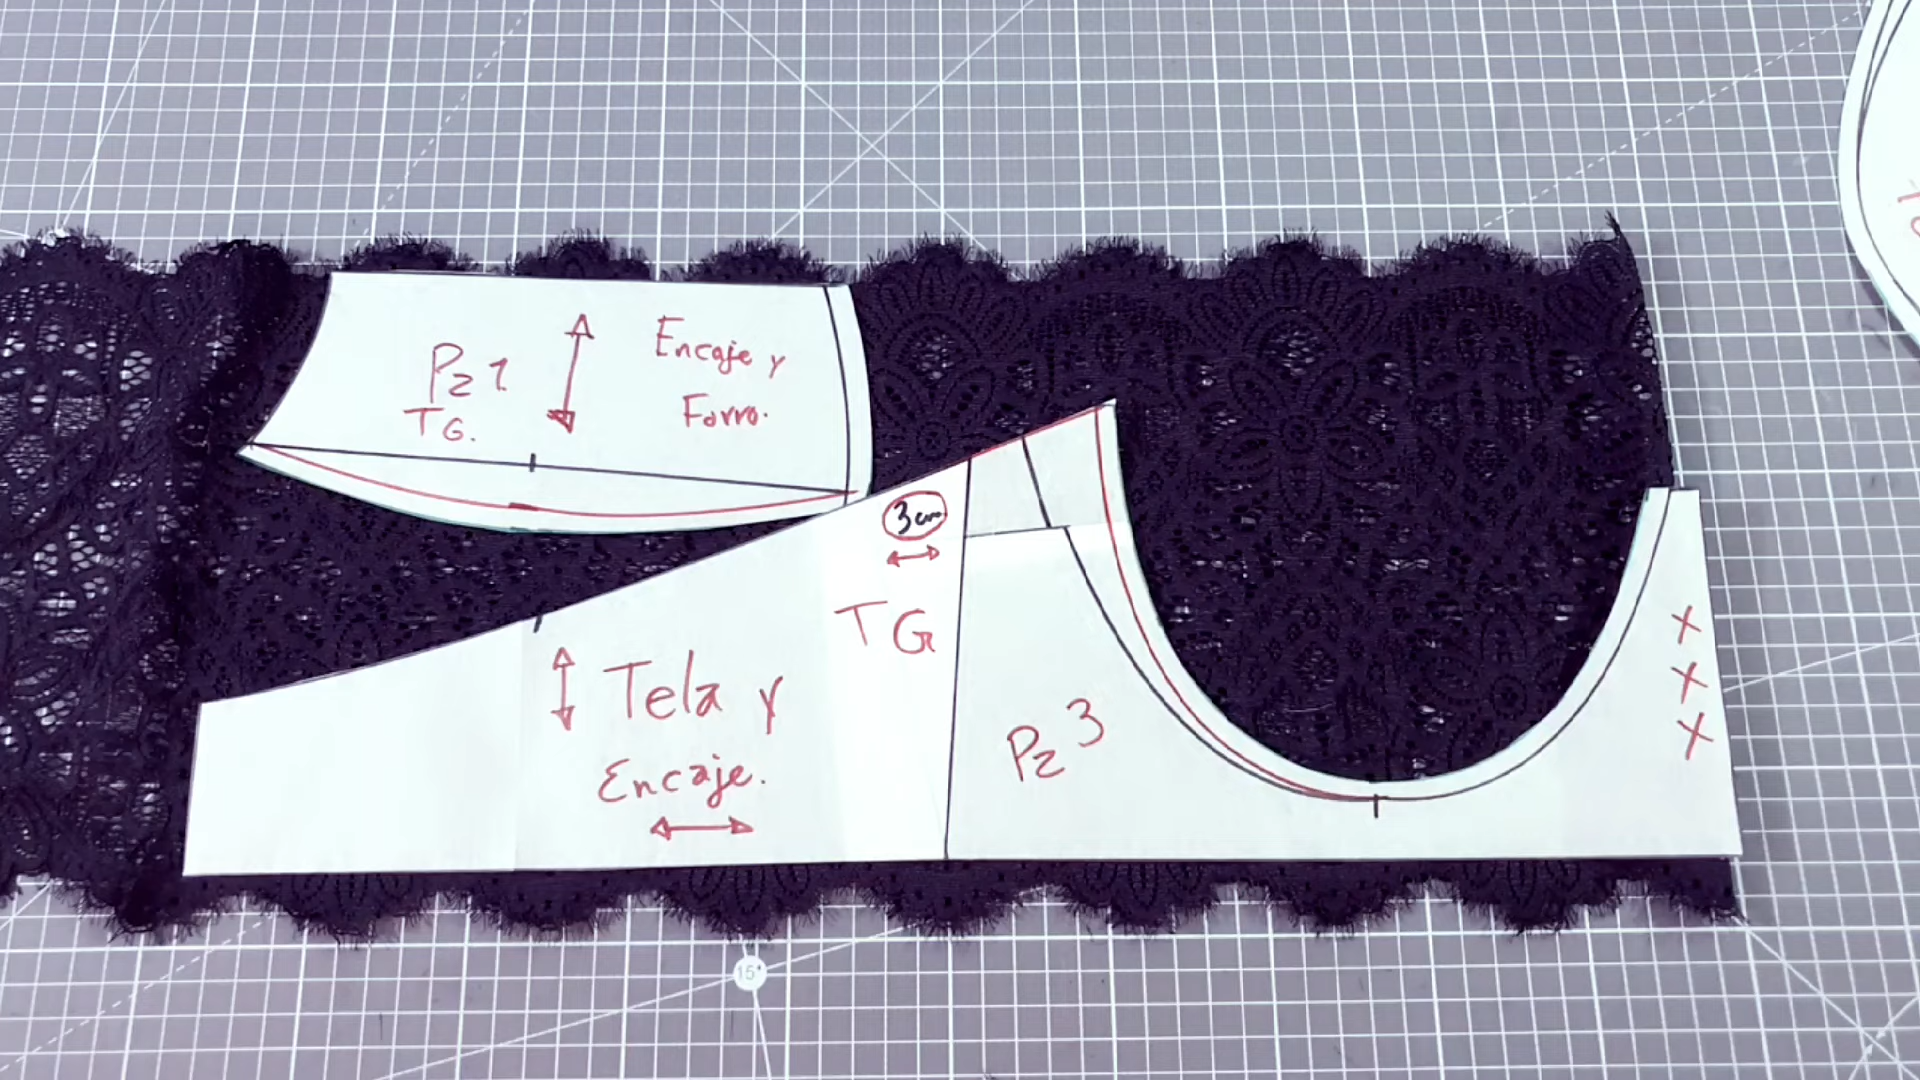 Pz 1
TG.
Encaje y
Forro.
3cm
TG
Tela y
Encaje.
Pz 3
X
X
X
15°